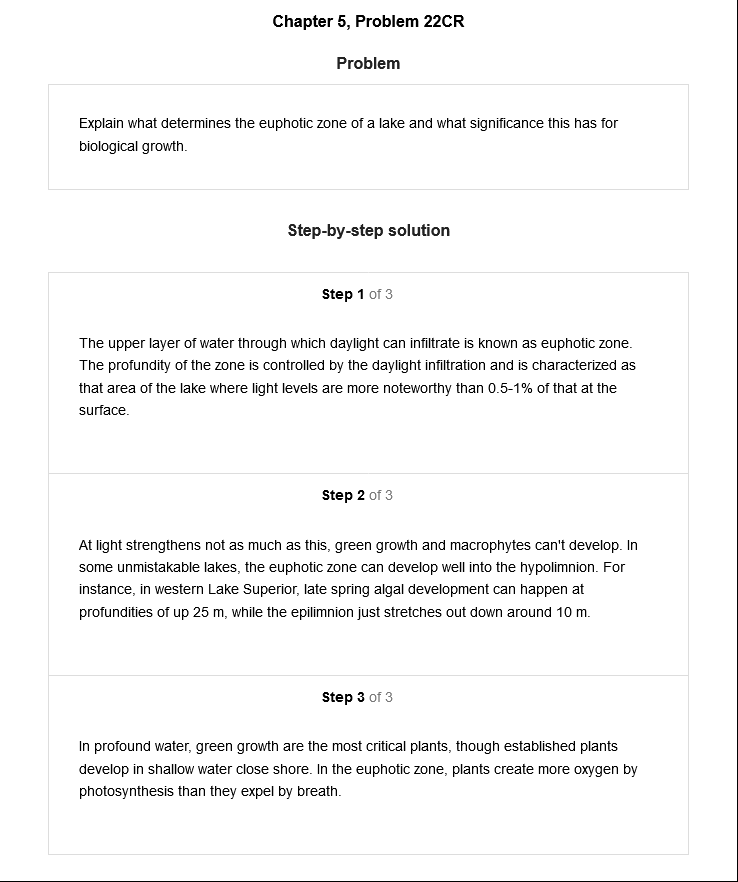 Chapter 5, Problem 22CR
Problem
Explain what determines the euphotic zone of a lake and what significance this has for
biological growth.
Step-by-step solution
Step 1 of 3
The upper layer of water through which daylight can infiltrate is known as euphotic zone.
The profundity of the zone is controlled by the daylight infiltration and is characterized as
that area of the lake where light levels are more noteworthy than 0.5-1% of that at the
surface.
Step 2 of 3
At light strengthens not as much as this, green growth and macrophytes can't develop. In
some unmistakable lakes, the euphotic zone can develop well into the hypolimnion. For
instance, in western Lake Superior, late spring algal development can happen at
profundities of up 25 m, while the epilimnion just stretches out down around 10 m.
Step 3 of 3
In profound water, green growth are the most critical plants, though established plants
develop in shallow water close shore. In the euphotic zone, plants create more oxygen by
photosynthesis than they expel by breath.